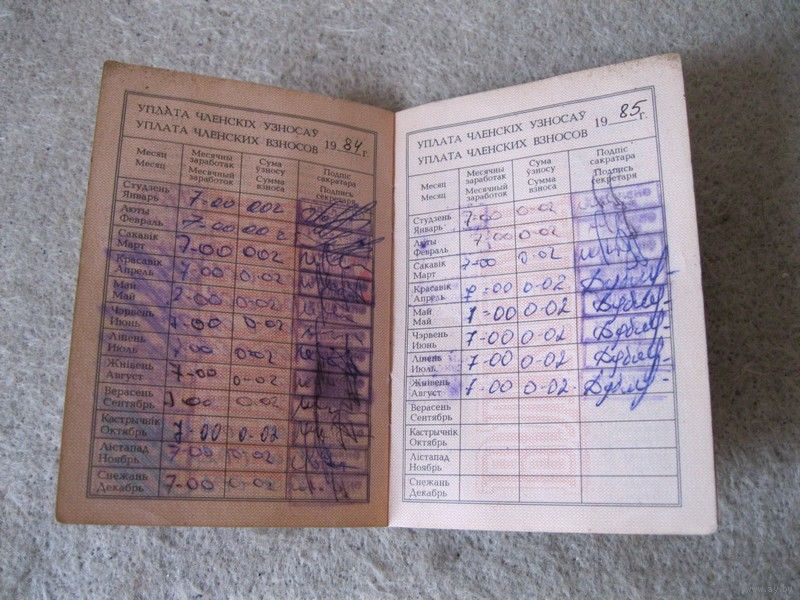 УПЛАТА ЧЛЕНСКІХ УЗНОСАЎ
УПЛАТА ЧЛЕНСКИХ ВЗНОСОВ 1984 г.
Месяц
Месяц
Месячны заработак
Месячный заработок
Сума ўзносу
Сумма взноса
Подпіс сакратара
Подпись секретаря
Студзень
Январь 7-00 002
Люты
Февраль 7-00 002
Сакавік
Март 7-00 002
Красавік
Апрель 7-00 0-02
Май
Май 7-00 0-02
Чэрвень
Июнь 7-00 0-02
Ліпень
Июль 7-00 0-02
Жнівень
Август 7-00 0-02
Верасень
Сентябрь 7-00 0-02
Кастрычнік
Октябрь 7-00 0-02
Лістапад
Ноябрь 7-00 0-02
Снежань
Декабрь 7-00 0-02
УПЛАТА ЧЛЕНСКІХ УЗНОСАЎ
УПЛАТА ЧЛЕНСКИХ ВЗНОСОВ 1985 г.
Месяц
Месяц
Месячны заработак
Месячный заработок
Сума ўзносу
Сумма взноса
Подпіс сакратара
Подпись секретаря
Студзень
Январь 7-00 0-02
Люты
Февраль 7-00 0-02
Сакавік
Март 7-00 0-02
Красавік
Апрель 7-00 0-02
Май
Май 7-00 0-02
Чэрвень
Июнь 7-00 0-02
Ліпень
Июль 7-00 0-02
Жнівень
Август 7-00 0-02
Верасень
Сентябрь
Кастрычнік
Октябрь
Лістапад
Ноябрь
Снежань
Декабрь
www.ay.by